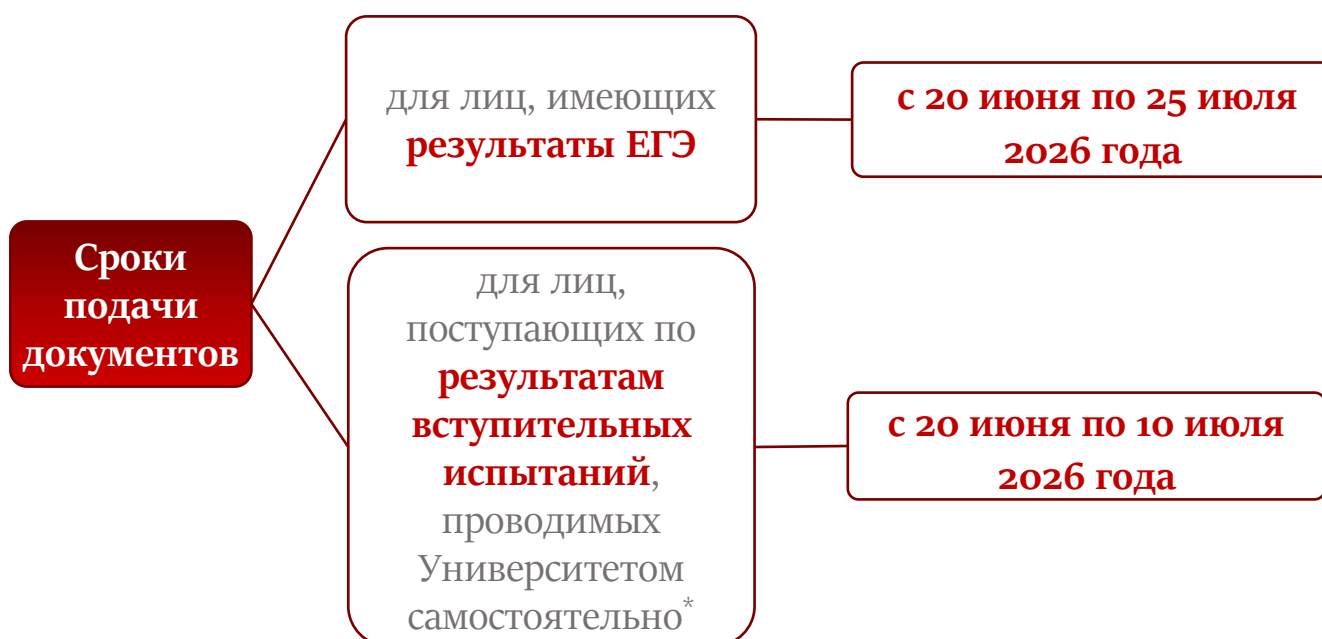 Сроки
подачи
документов
для лиц, имеющих
результаты ЕГЭ
с 20 июня по 25 июля
2026 года
для лиц,
поступающих по
результатам
вступительных
испытаний,
проводимых
Университетом
самостоятельно*
с 20 июня по 10 июля
2026 года